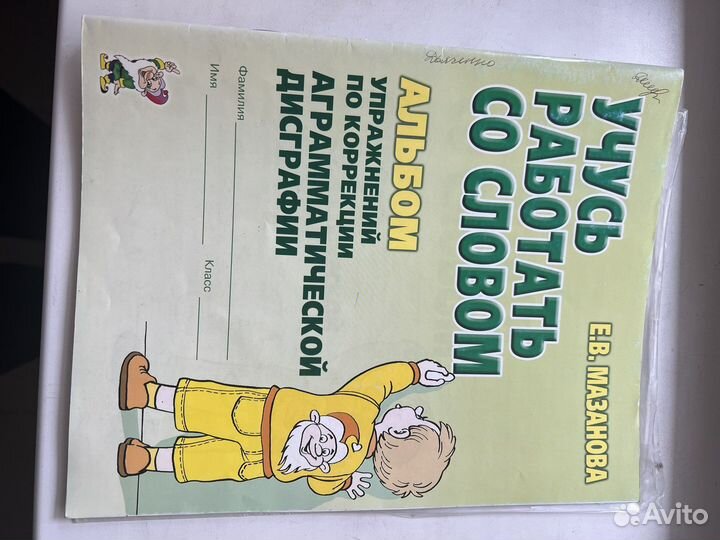 Е.В. МАЗАНОВА
УЧУСЬ
РАБОТАТЬ
СО СЛОВОМ
АЛЬБОМ
УПРАЖНЕНИЙ
ПО КОРРЕКЦИИ
АГРАММАТИЧЕСКОЙ
ДИСГРАФИИ
Фамилия
Имя Класс
Avito